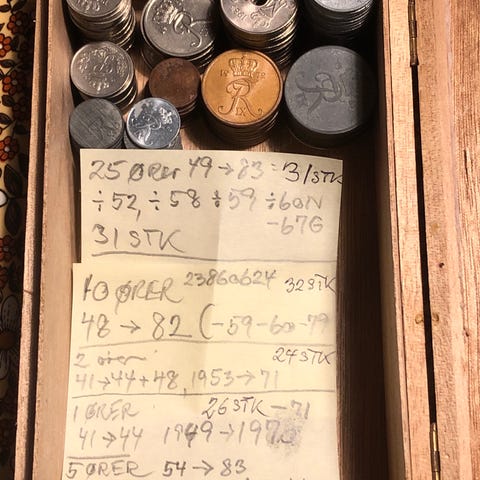 25 ØRER 49 → 83 = 31 STK
÷52, ÷58 ÷59 ÷60N
-67G
31 STK
10 ØRER 23860624 32 STK
48 → 82 (-59-60-79
2 ører 24 STK
41→44+48, 1953→71
1 ØRER 26 STK -71
41→44 1949→197
5 ØRER 54 → 83